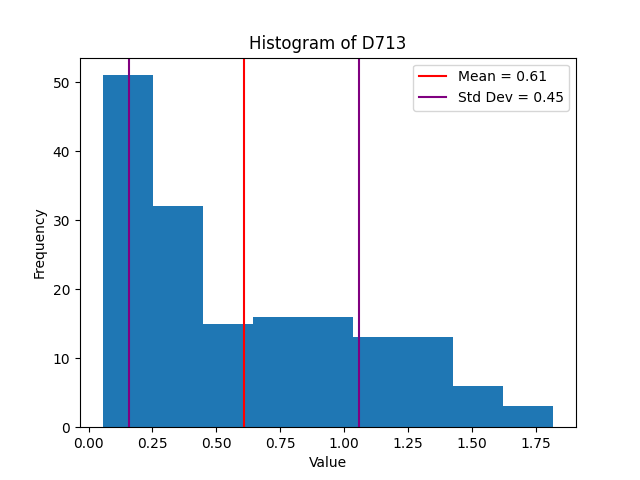 Histogram of D713
Mean = 0.61
Std Dev = 0.45
50
40
30
20
10
0
Frequency
0.00 0.25 0.50 0.75 1.00 1.25 1.50 1.75
Value